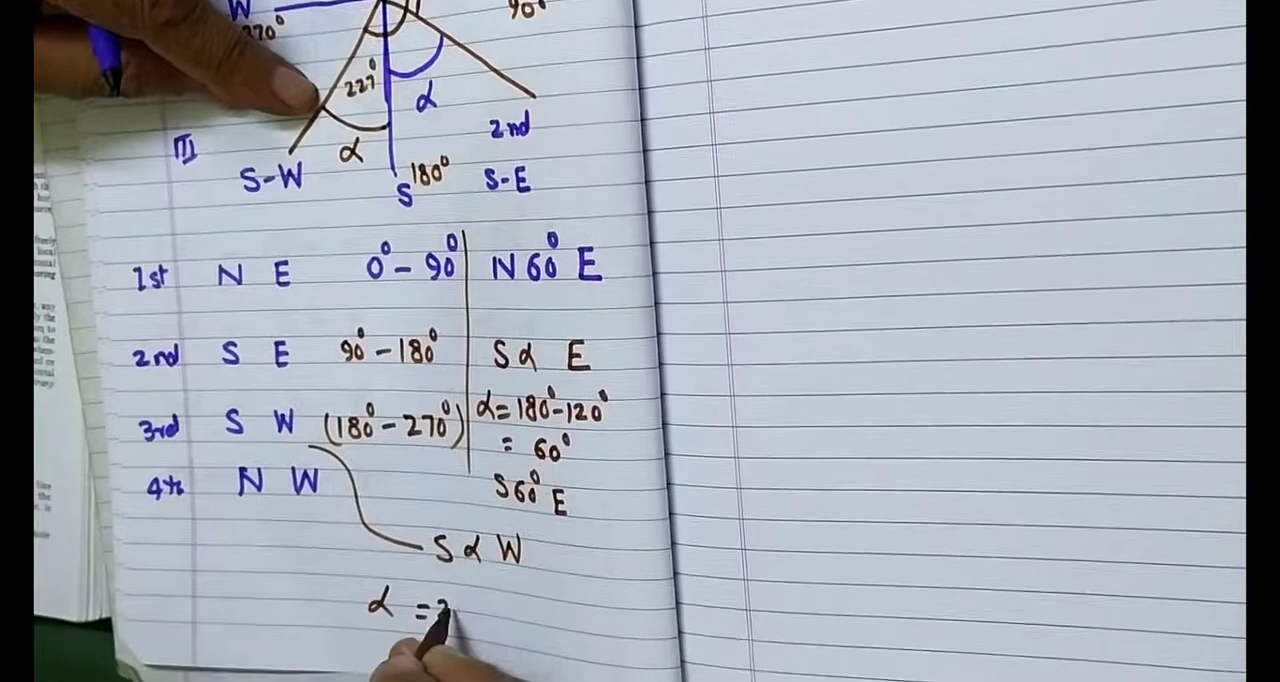 W
270°
90°
227°
α
2nd
III
α
S-W
180°
S-E
S
1st N E 0° - 90° N 60° E
2nd S E 90° - 180° S α E
3rd S W (180° - 270°) α = 180° - 120°
= 60°
4th N W S 60° E
S α W
α = 2